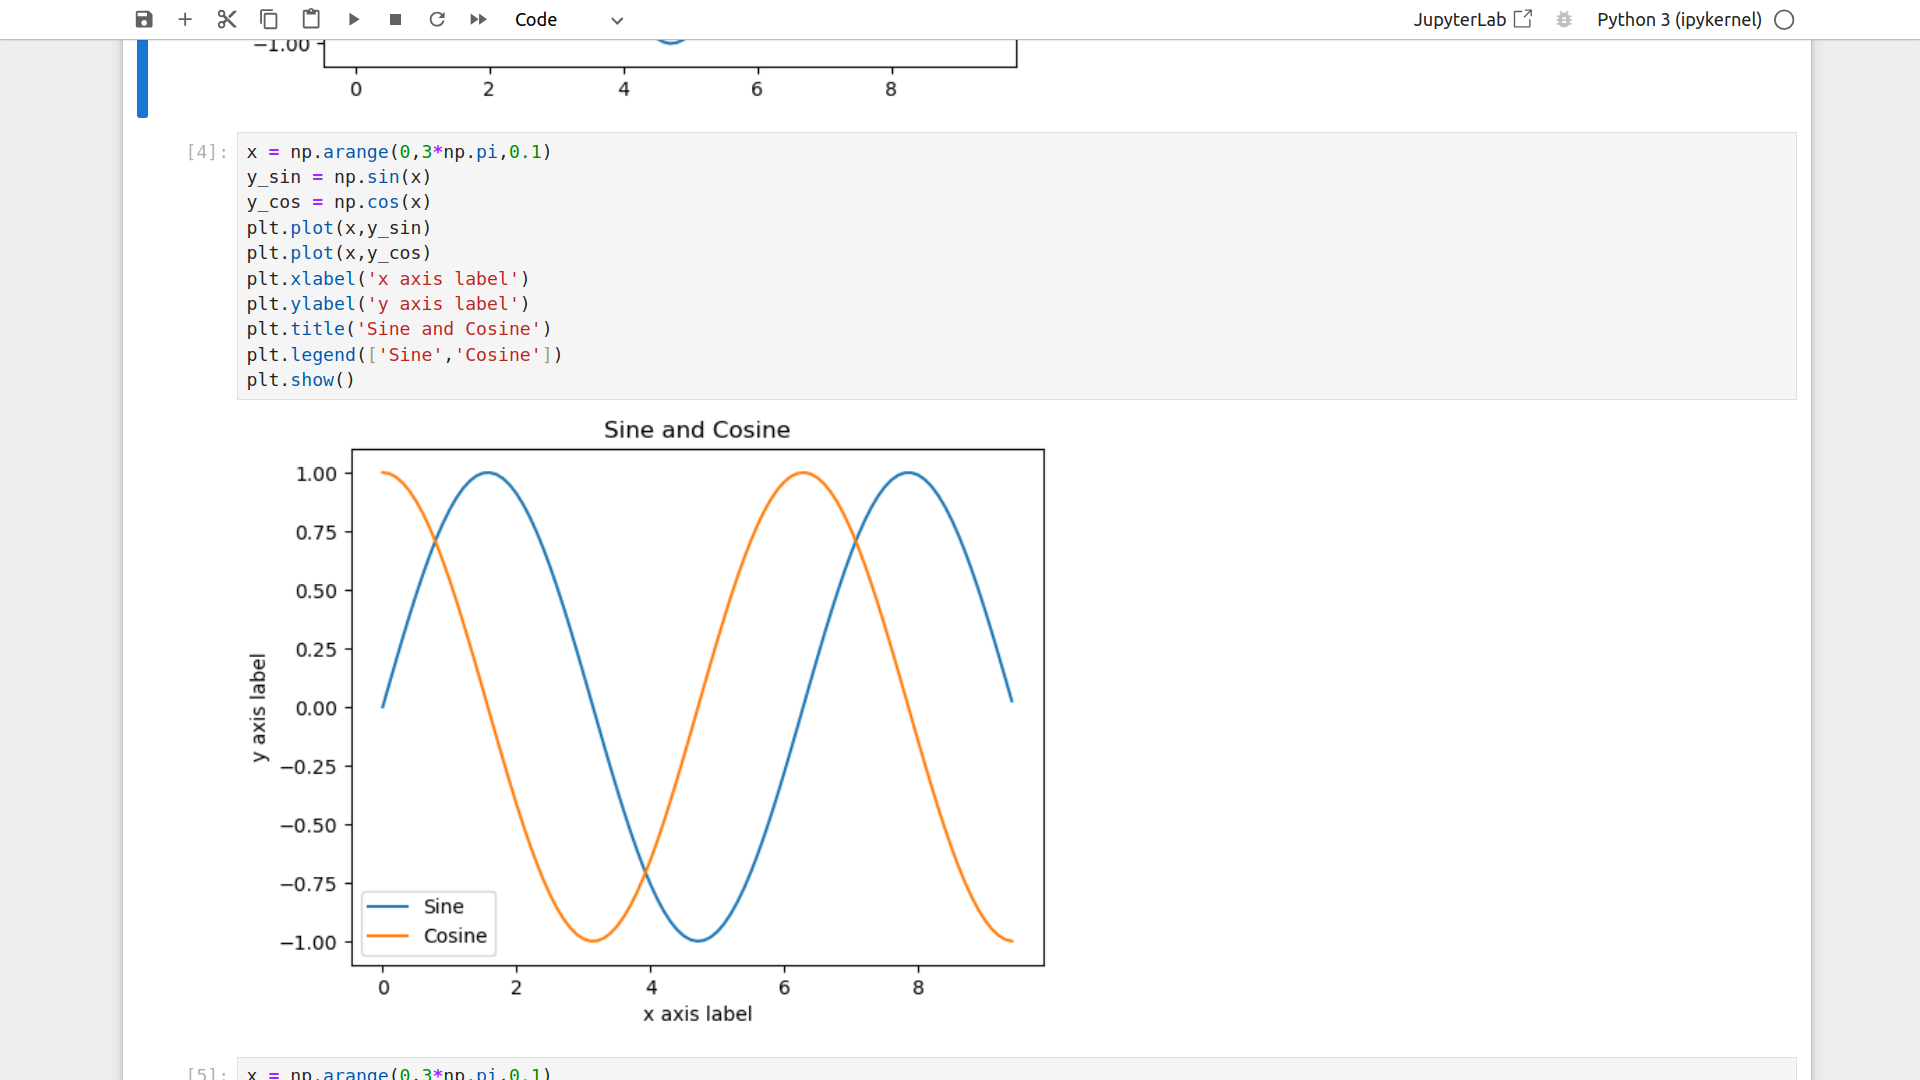 Code
JupyterLab
Python 3 (ipykernel)
−1.00
0 2 4 6 8
[4]:
x = np.arange(0,3*np.pi,0.1)
y_sin = np.sin(x)
y_cos = np.cos(x)
plt.plot(x,y_sin)
plt.plot(x,y_cos)
plt.xlabel('x axis label')
plt.ylabel('y axis label')
plt.title('Sine and Cosine')
plt.legend(['Sine','Cosine'])
plt.show()
Sine and Cosine
1.00
0.75
0.50
0.25
0.00
−0.25
−0.50
−0.75
−1.00
y axis label
Sine
Cosine
0 2 4 6 8
x axis label
[5]:
x = np.arange(0,3*np.pi,0.1)